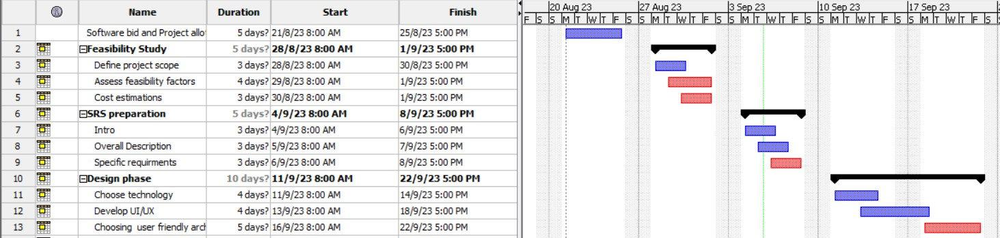 Name Duration Start Finish
20 Aug 23 27 Aug 23 3 Sep 23 10 Sep 23 17 Sep 23
F S S M T W T F S S M T W T F S S M T W T F S S M T W T F S S M T W T F S
1 Software bid and Project allo 5 days? 21/8/23 8:00 AM 25/8/23 5:00 PM
2 Feasibility Study 5 days? 28/8/23 8:00 AM 1/9/23 5:00 PM
3 Define project scope 3 days? 28/8/23 8:00 AM 30/8/23 5:00 PM
4 Assess feasibility factors 4 days? 29/8/23 8:00 AM 1/9/23 5:00 PM
5 Cost estimations 3 days? 30/8/23 8:00 AM 1/9/23 5:00 PM
6 SRS preparation 5 days? 4/9/23 8:00 AM 8/9/23 5:00 PM
7 Intro 3 days? 4/9/23 8:00 AM 6/9/23 5:00 PM
8 Overall Description 3 days? 5/9/23 8:00 AM 7/9/23 5:00 PM
9 Specific requirments 3 days? 6/9/23 8:00 AM 8/9/23 5:00 PM
10 Design phase 10 days? 11/9/23 8:00 AM 22/9/23 5:00 PM
11 Choose technology 4 days? 11/9/23 8:00 AM 14/9/23 5:00 PM
12 Develop UI/UX 4 days? 13/9/23 8:00 AM 18/9/23 5:00 PM
13 Choosing user friendly arch 5 days? 16/9/23 8:00 AM 22/9/23 5:00 PM